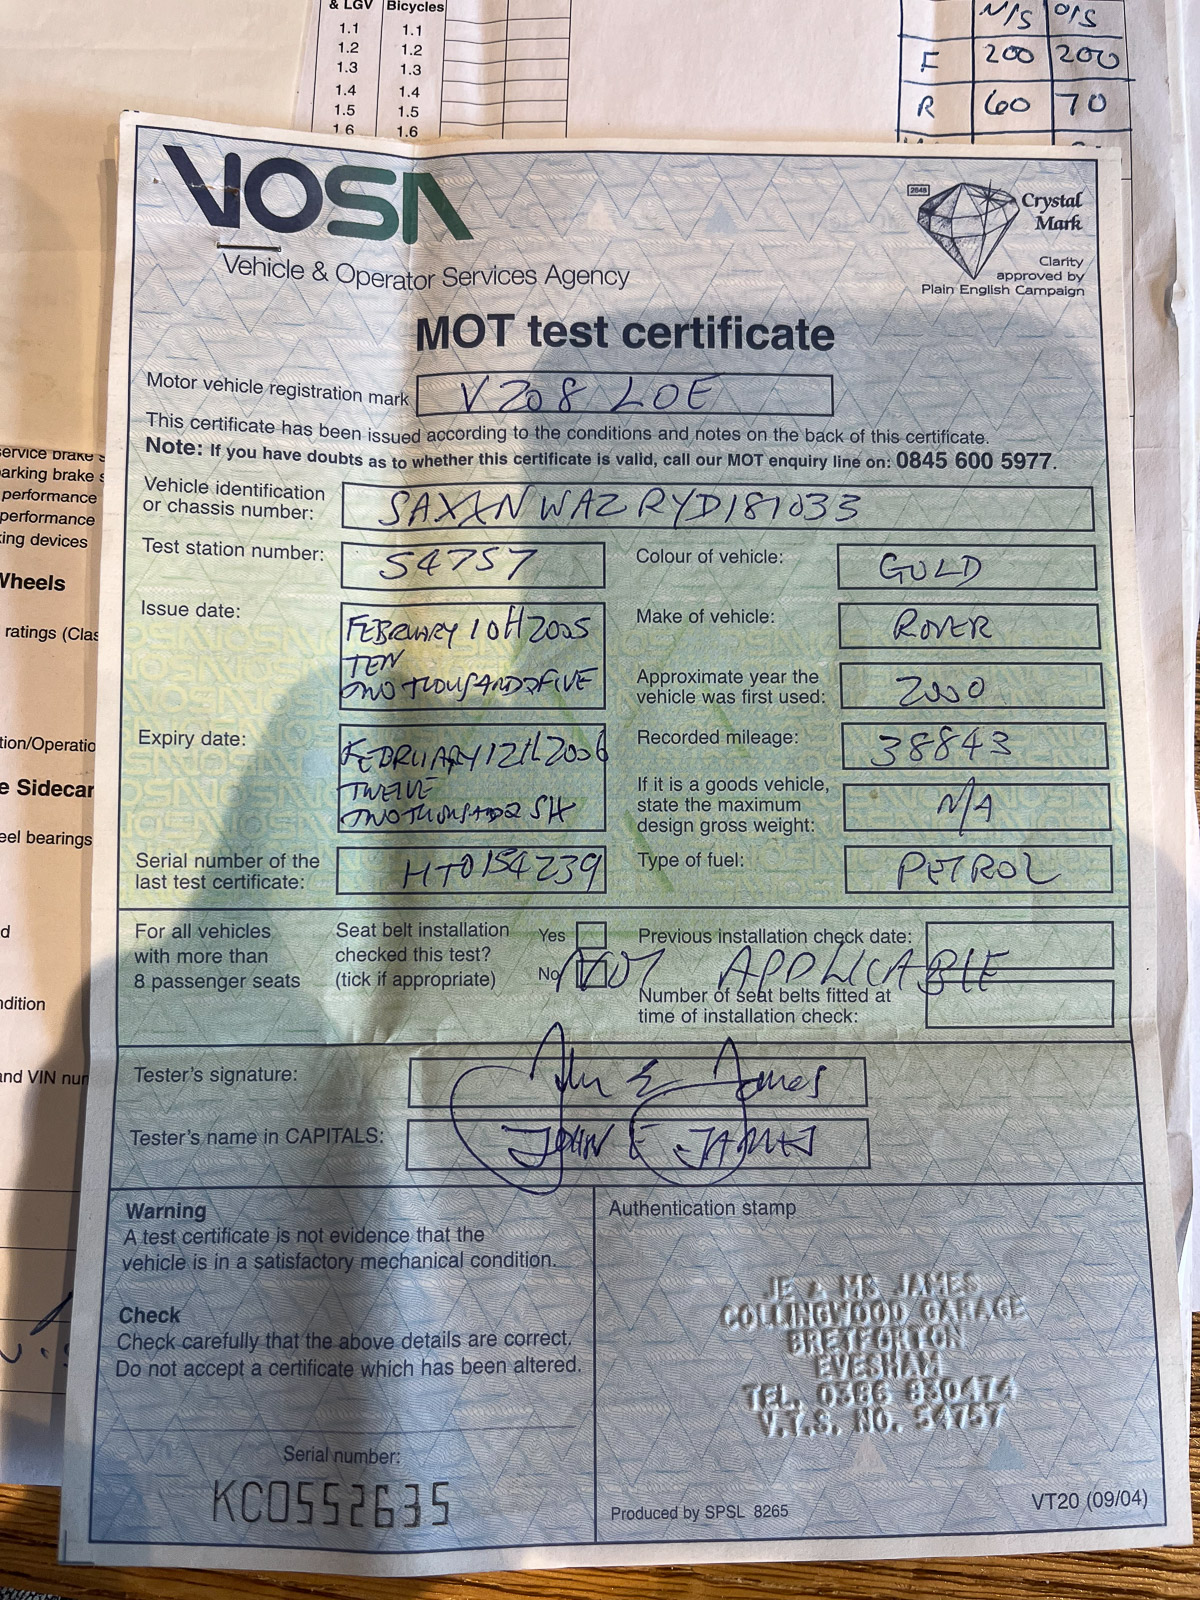 & LGV Bicycles
1.1 1.1
1.2 1.2
1.3 1.3
1.4 1.4
1.5 1.5
1.6 1.6
N/S O/S
F 200 200
R 60 70
VOSA
Vehicle & Operator Services Agency
2848
Crystal
Mark
Clarity
approved by
Plain English Campaign
MOT test certificate
Motor vehicle registration mark V208 LOE
This certificate has been issued according to the conditions and notes on the back of this certificate.
Note: If you have doubts as to whether this certificate is valid, call our MOT enquiry line on: 0845 600 5977.
Vehicle identification
or chassis number: SAXXNWAZRYD181033
Test station number: 54757
Colour of vehicle: GOLD
Issue date: FEBRUARY 10TH 2005
TEN
TWO THOUSAND & FIVE
Make of vehicle: ROVER
Approximate year the
vehicle was first used: 2000
Expiry date: FEBRUARY 12TH 2006
TWELVE
TWO THOUSAND & SIX
Recorded mileage: 38843
If it is a goods vehicle,
state the maximum
design gross weight: N/A
Serial number of the
last test certificate: HT0154239
Type of fuel: PETROL
For all vehicles
with more than
8 passenger seats
Seat belt installation
checked this test?
(tick if appropriate)
Yes
No
NOT APPLICABLE
Previous installation check date:
Number of seat belts fitted at
time of installation check:
Tester's signature: John E James
Tester's name in CAPITALS: JOHN E JAMES
Warning
A test certificate is not evidence that the
vehicle is in a satisfactory mechanical condition.
Check
Check carefully that the above details are correct.
Do not accept a certificate which has been altered.
Serial number:
KC0552635
Authentication stamp
JE & MS JAMES
COLLINGWOOD GARAGE
BRETFORTON
EVESHAM
TEL. 0386 830474
V.T.S. NO. 54757
Produced by SPSL 8265
VT20 (09/04)
service brake
parking brake
performance
performance
king devices
Wheels
ratings (Clas
tion/Operatio
e Sidecar
eel bearings
d
ndition
and VIN nu